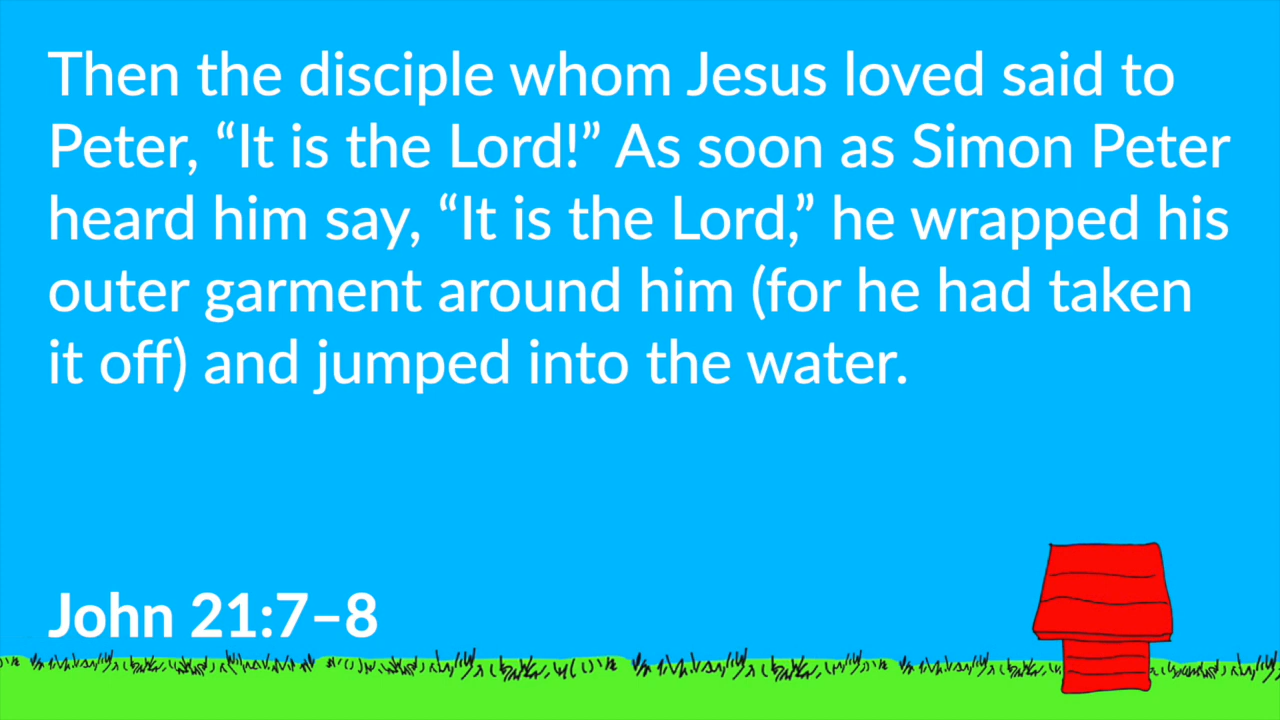 Then the disciple whom Jesus loved said to
Peter, “It is the Lord!” As soon as Simon Peter
heard him say, “It is the Lord,” he wrapped his
outer garment around him (for he had taken
it off) and jumped into the water.
John 21:7–8